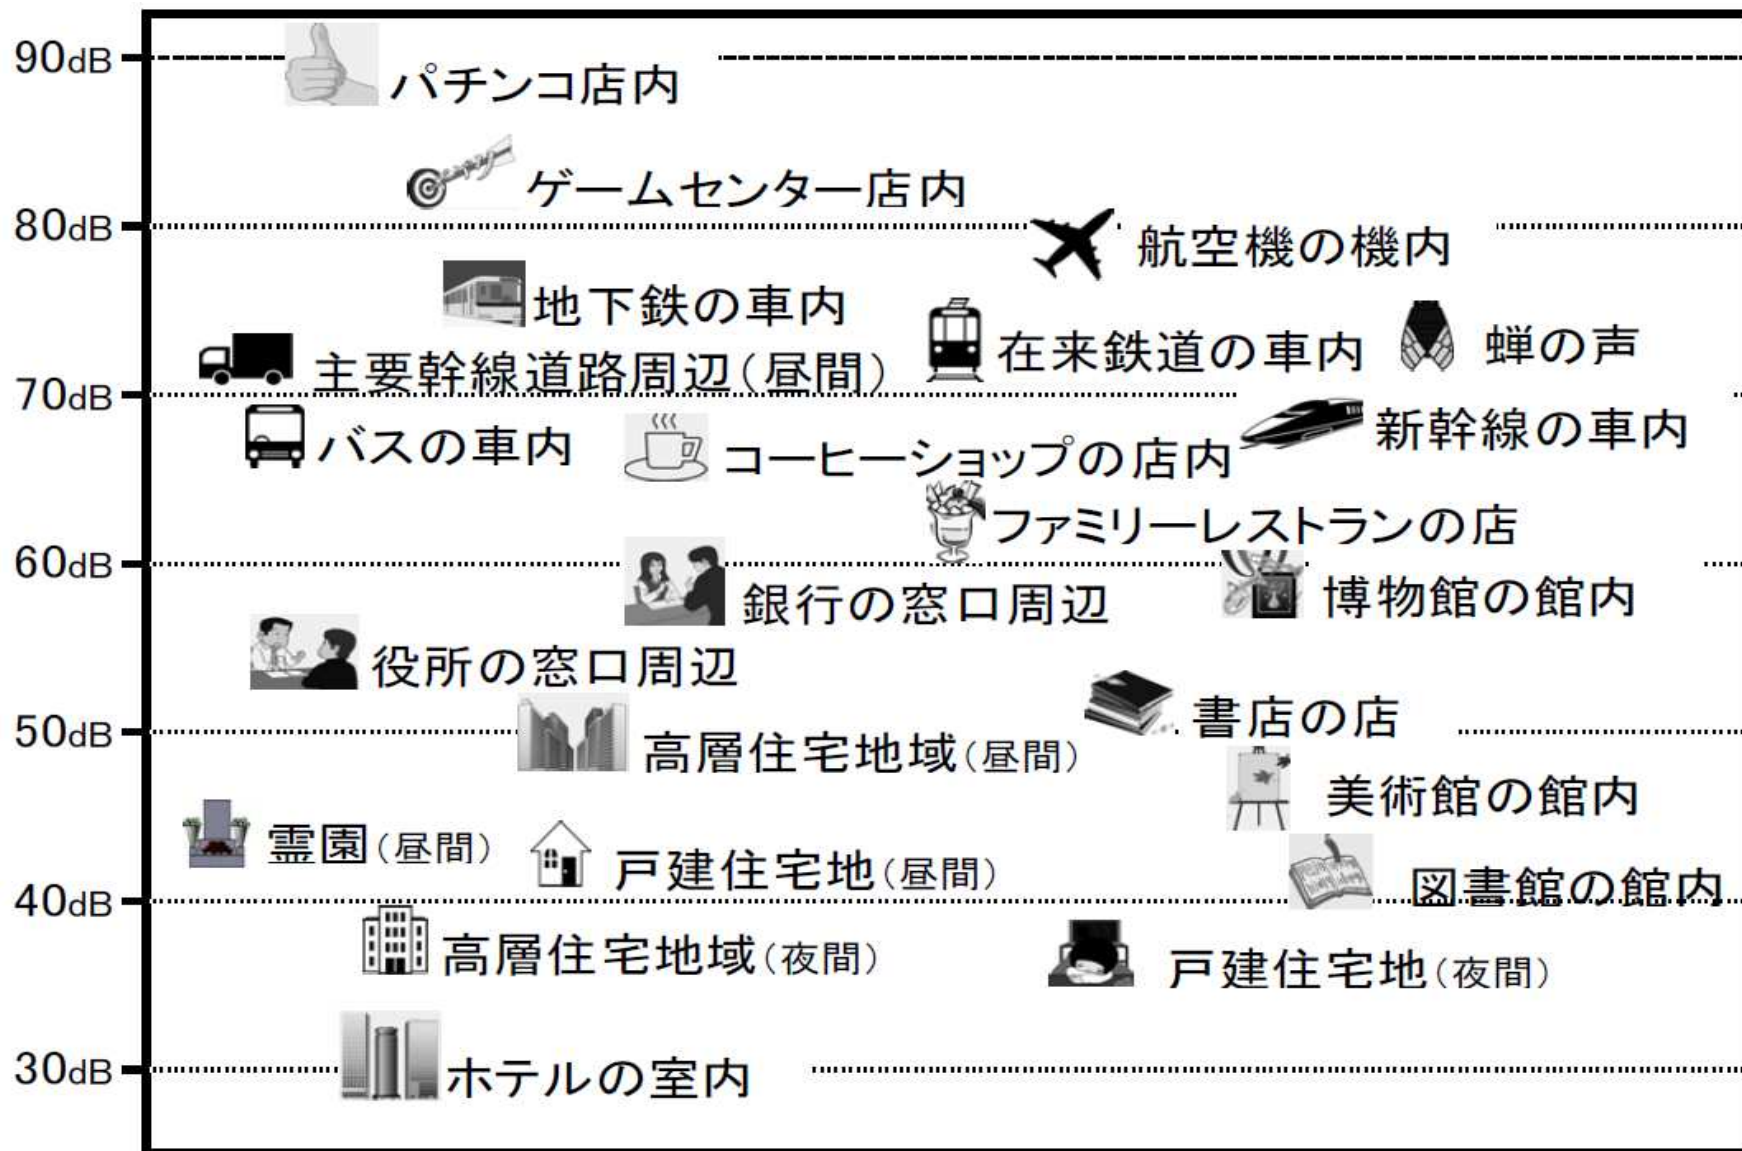 90dB
パチンコ店内
ゲームセンター店内
80dB
航空機の機内
地下鉄の車内
在来鉄道の車内
蝉の声
主要幹線道路周辺(昼間)
70dB
バスの車内
コーヒーショップの店内
新幹線の車内
ファミリーレストランの店
60dB
銀行の窓口周辺
博物館の館内
役所の窓口周辺
50dB
書店の店
高層住宅地域(昼間)
美術館の館内
霊園(昼間)
戸建住宅地(昼間)
図書館の館内
40dB
高層住宅地域(夜間)
戸建住宅地(夜間)
30dB
ホテルの室内